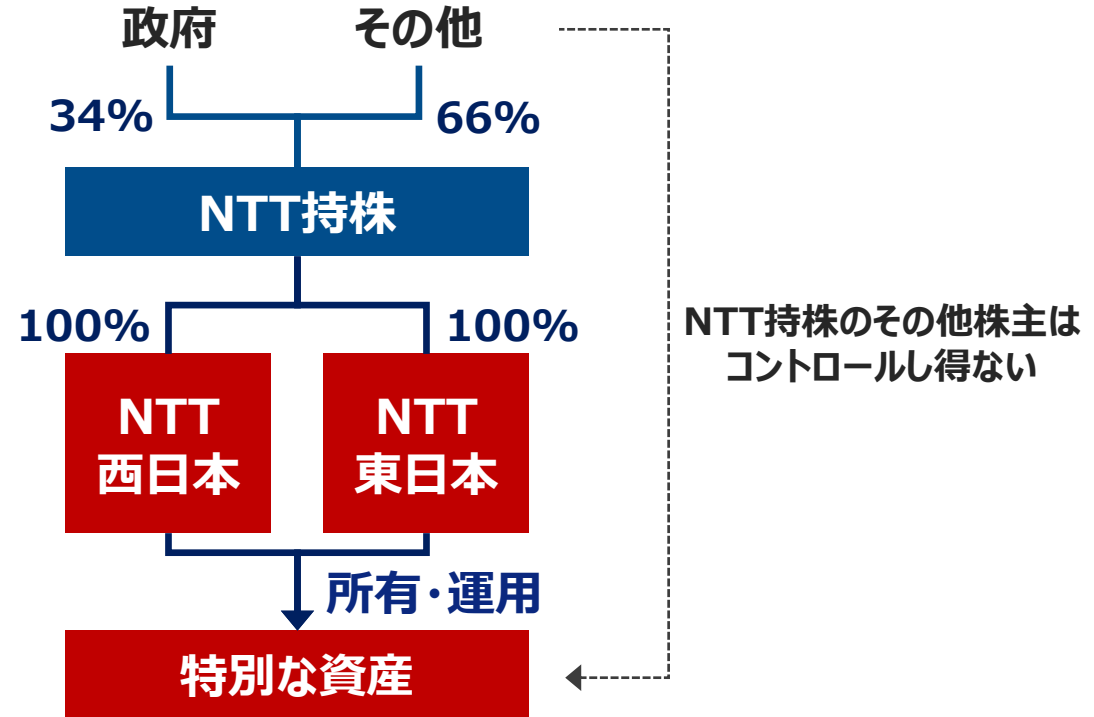 政府 その他
34% 66%
NTT持株
100% 100%
NTT持株のその他株主は
コントロールし得ない
NTT
西日本
NTT
東日本
所有・運用
特別な資産